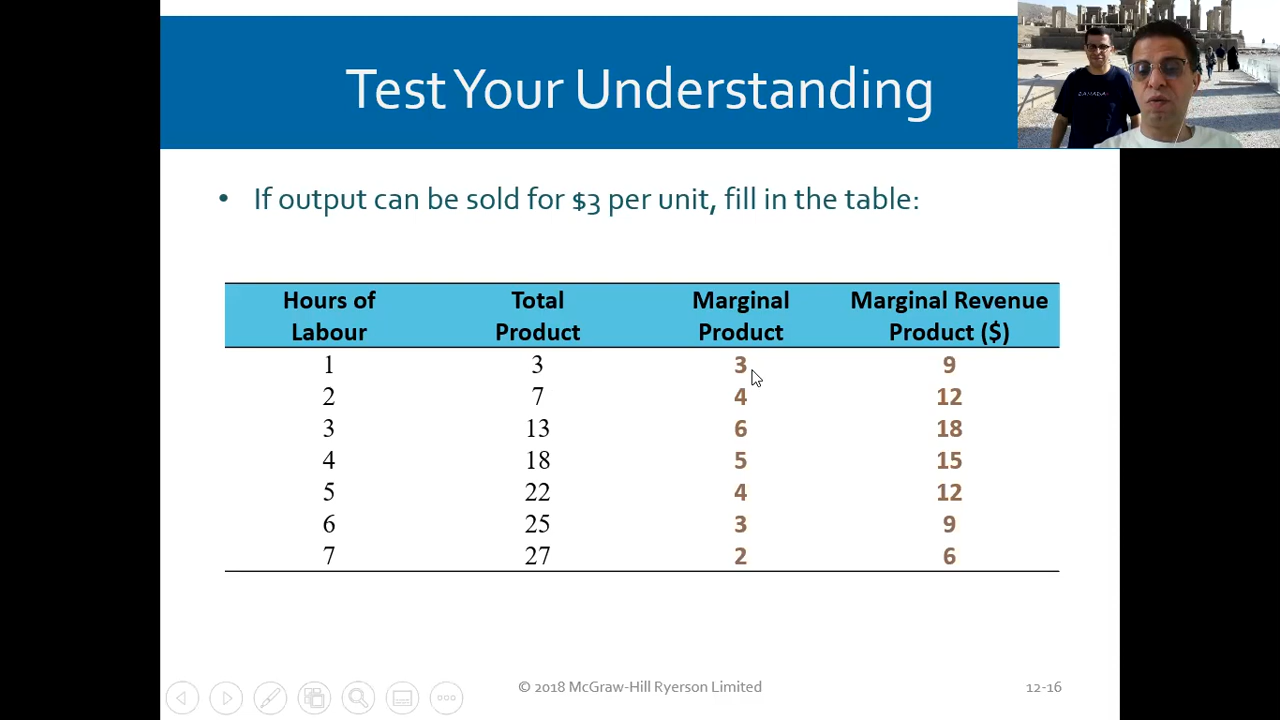 Test Your Understanding
• If output can be sold for $3 per unit, fill in the table:
Hours of Labour Total Product Marginal Product Marginal Revenue Product ($)
1 3 3 9
2 7 4 12
3 13 6 18
4 18 5 15
5 22 4 12
6 25 3 9
7 27 2 6
© 2018 McGraw-Hill Ryerson Limited 12-16